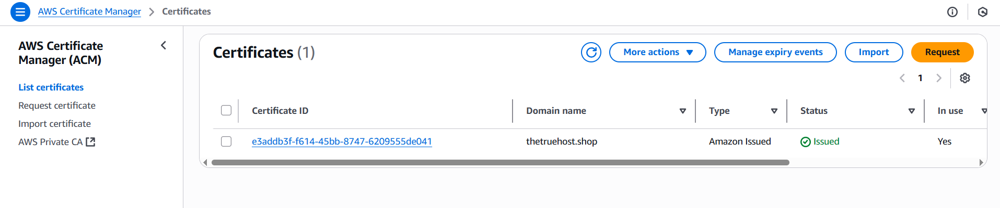 AWS Certificate Manager > Certificates
AWS Certificate
Manager (ACM)
List certificates
Request certificate
Import certificate
AWS Private CA
Certificates (1)
More actions
Manage expiry events
Import
Request
1
Certificate ID Domain name Type Status In use
e3addb3f-f614-45bb-8747-6209555de041 thetruehost.shop Amazon Issued Issued Yes